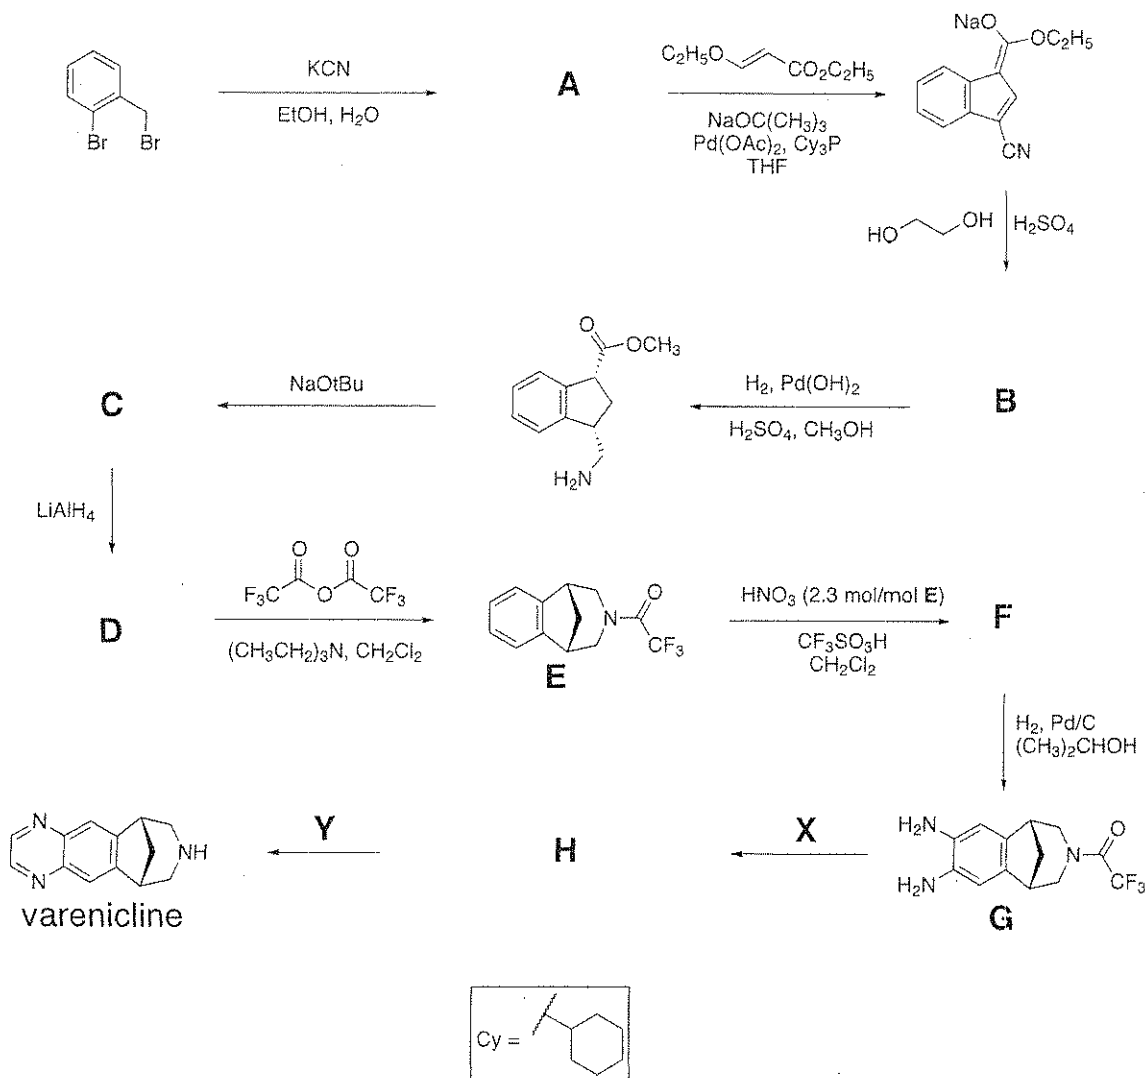 KCN
EtOH, H₂O
Br
Br
A
C₂H₅O
CO₂C₂H₅
NaOC(CH₃)₃
Pd(OAc)₂, Cy₃P
THF
NaO
OC₂H₅
CN
HO
OH
H₂SO₄
C
NaOtBu
O
OCH₃
H₂N
H₂, Pd(OH)₂
H₂SO₄, CH₃OH
B
LiAlH₄
D
O
O
F₃C
O
CF₃
(CH₃CH₂)₃N, CH₂Cl₂
N
O
CF₃
E
HNO₃ (2.3 mol/mol E)
CF₃SO₃H
CH₂Cl₂
F
H₂, Pd/C
(CH₃)₂CHOH
N
N
NH
varenicline
Y
H
X
H₂N
H₂N
N
O
CF₃
G
Cy =